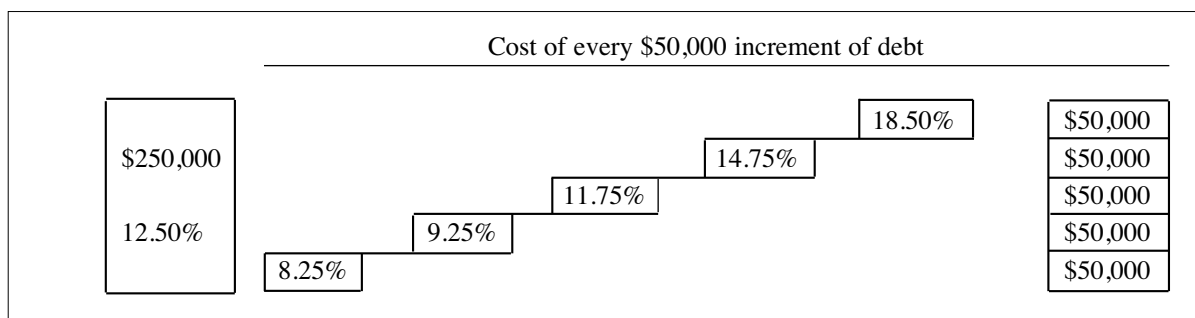 Cost of every $50,000 increment of debt
18.50% $50,000
$250,000 14.75% $50,000
11.75% $50,000
12.50% 9.25% $50,000
8.25% $50,000